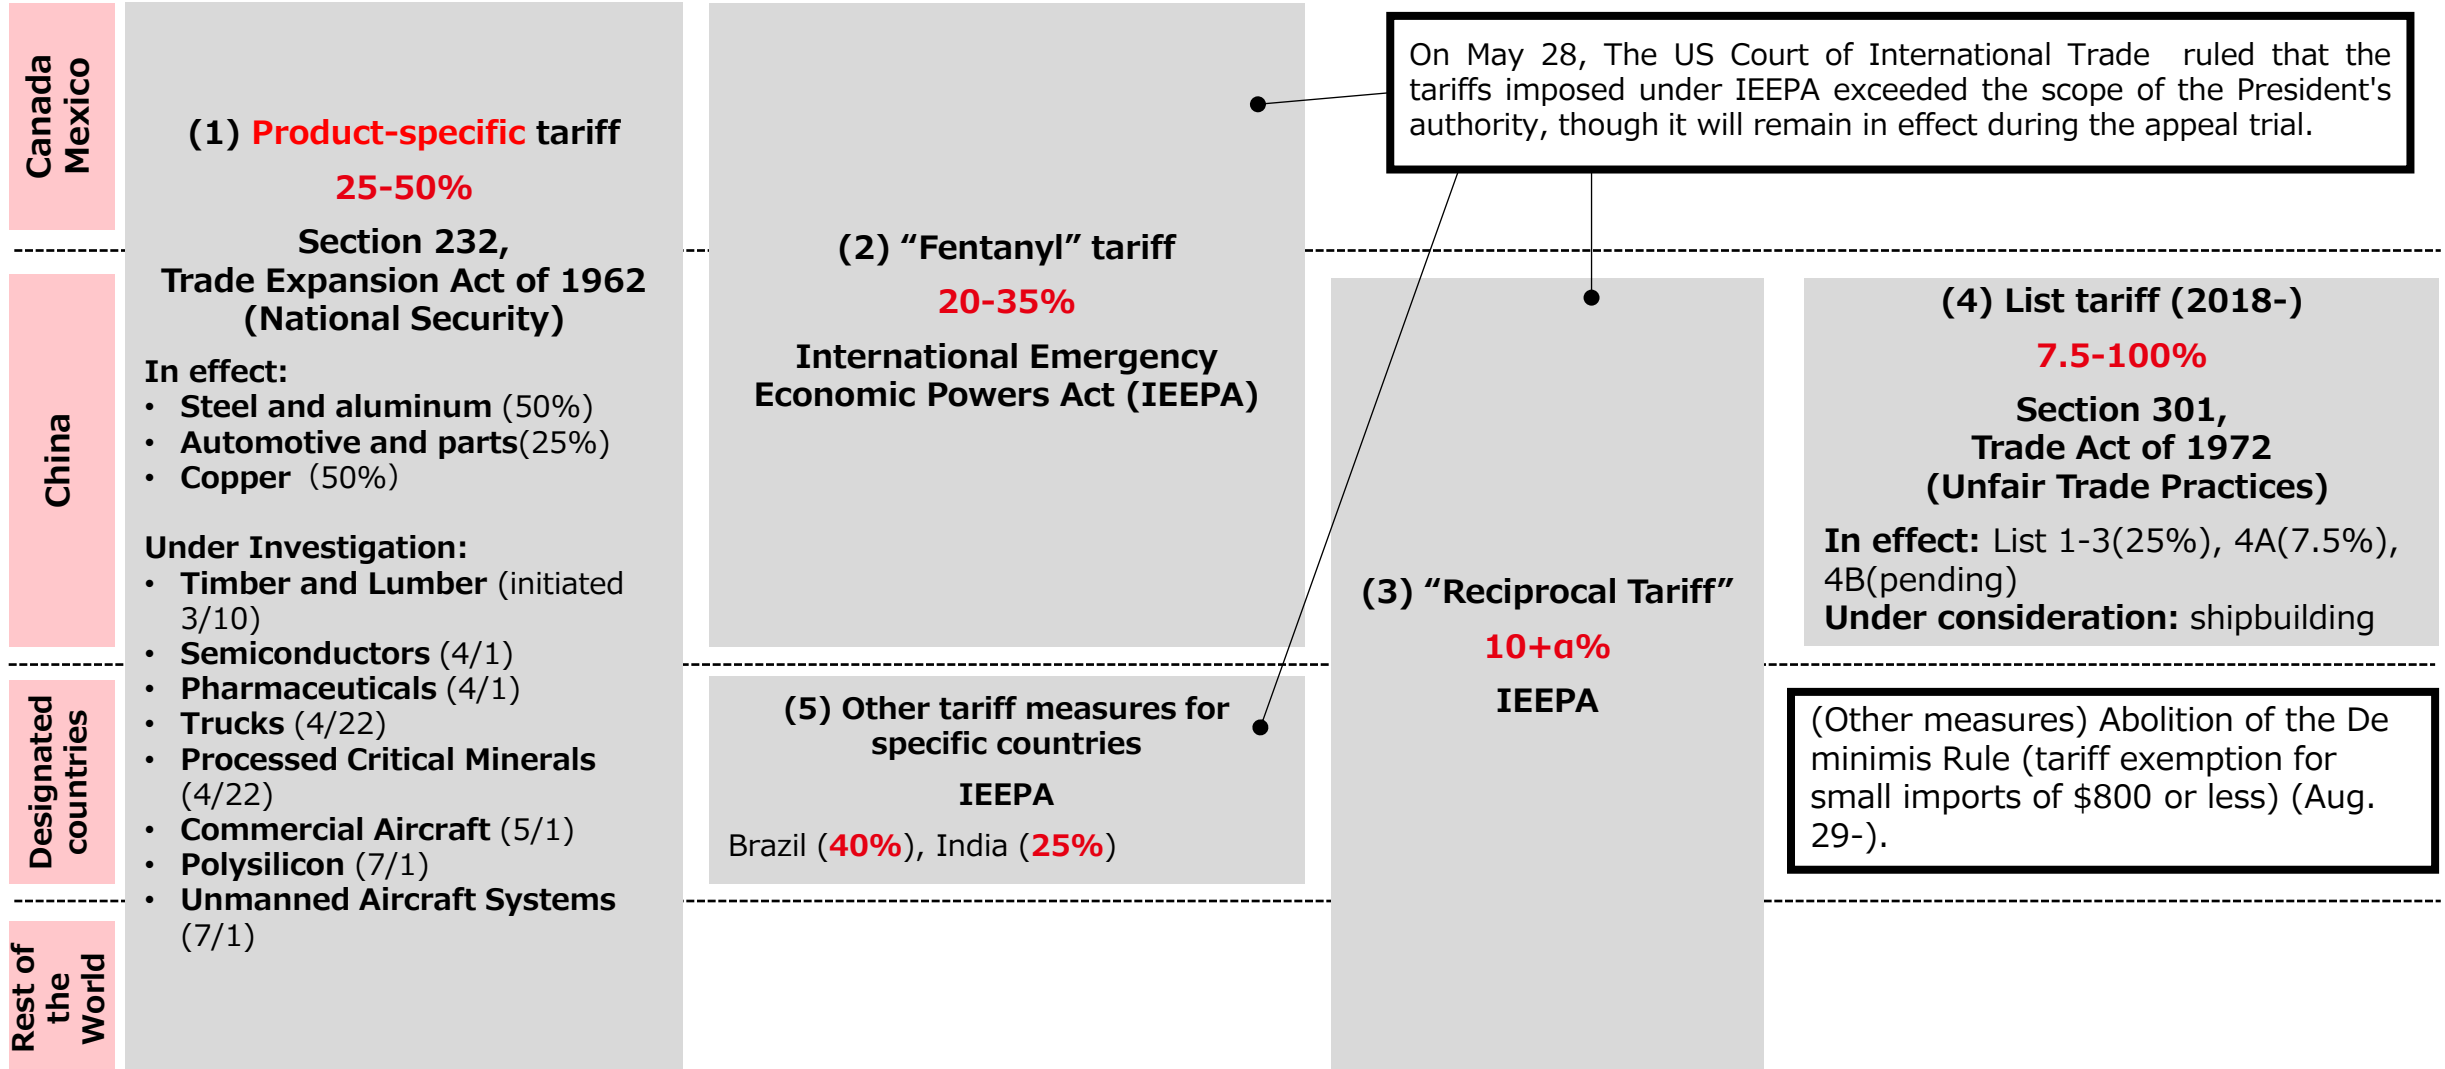 Canada
Mexico
China
Designated
countries
Rest of
the
World
(1) Product-specific tariff
25-50%
Section 232,
Trade Expansion Act of 1962
(National Security)
In effect:
• Steel and aluminum (50%)
• Automotive and parts(25%)
• Copper（50%）
Under Investigation:
• Timber and Lumber (initiated
3/10)
• Semiconductors (4/1)
• Pharmaceuticals (4/1)
• Trucks (4/22)
• Processed Critical Minerals
(4/22)
• Commercial Aircraft (5/1)
• Polysilicon (7/1)
• Unmanned Aircraft Systems
(7/1)
(2) “Fentanyl” tariff
20-35%
International Emergency
Economic Powers Act (IEEPA)
On May 28, The US Court of International Trade ruled that the
tariffs imposed under IEEPA exceeded the scope of the President's
authority, though it will remain in effect during the appeal trial.
(3) “Reciprocal Tariff”
10+α%
IEEPA
(4) List tariff (2018-)
7.5-100%
Section 301,
Trade Act of 1972
(Unfair Trade Practices)
In effect: List 1-3(25%), 4A(7.5%),
4B(pending)
Under consideration: shipbuilding
(5) Other tariff measures for
specific countries
IEEPA
Brazil (40%), India (25%)
(Other measures) Abolition of the De
minimis Rule (tariff exemption for
small imports of $800 or less) (Aug.
29-).